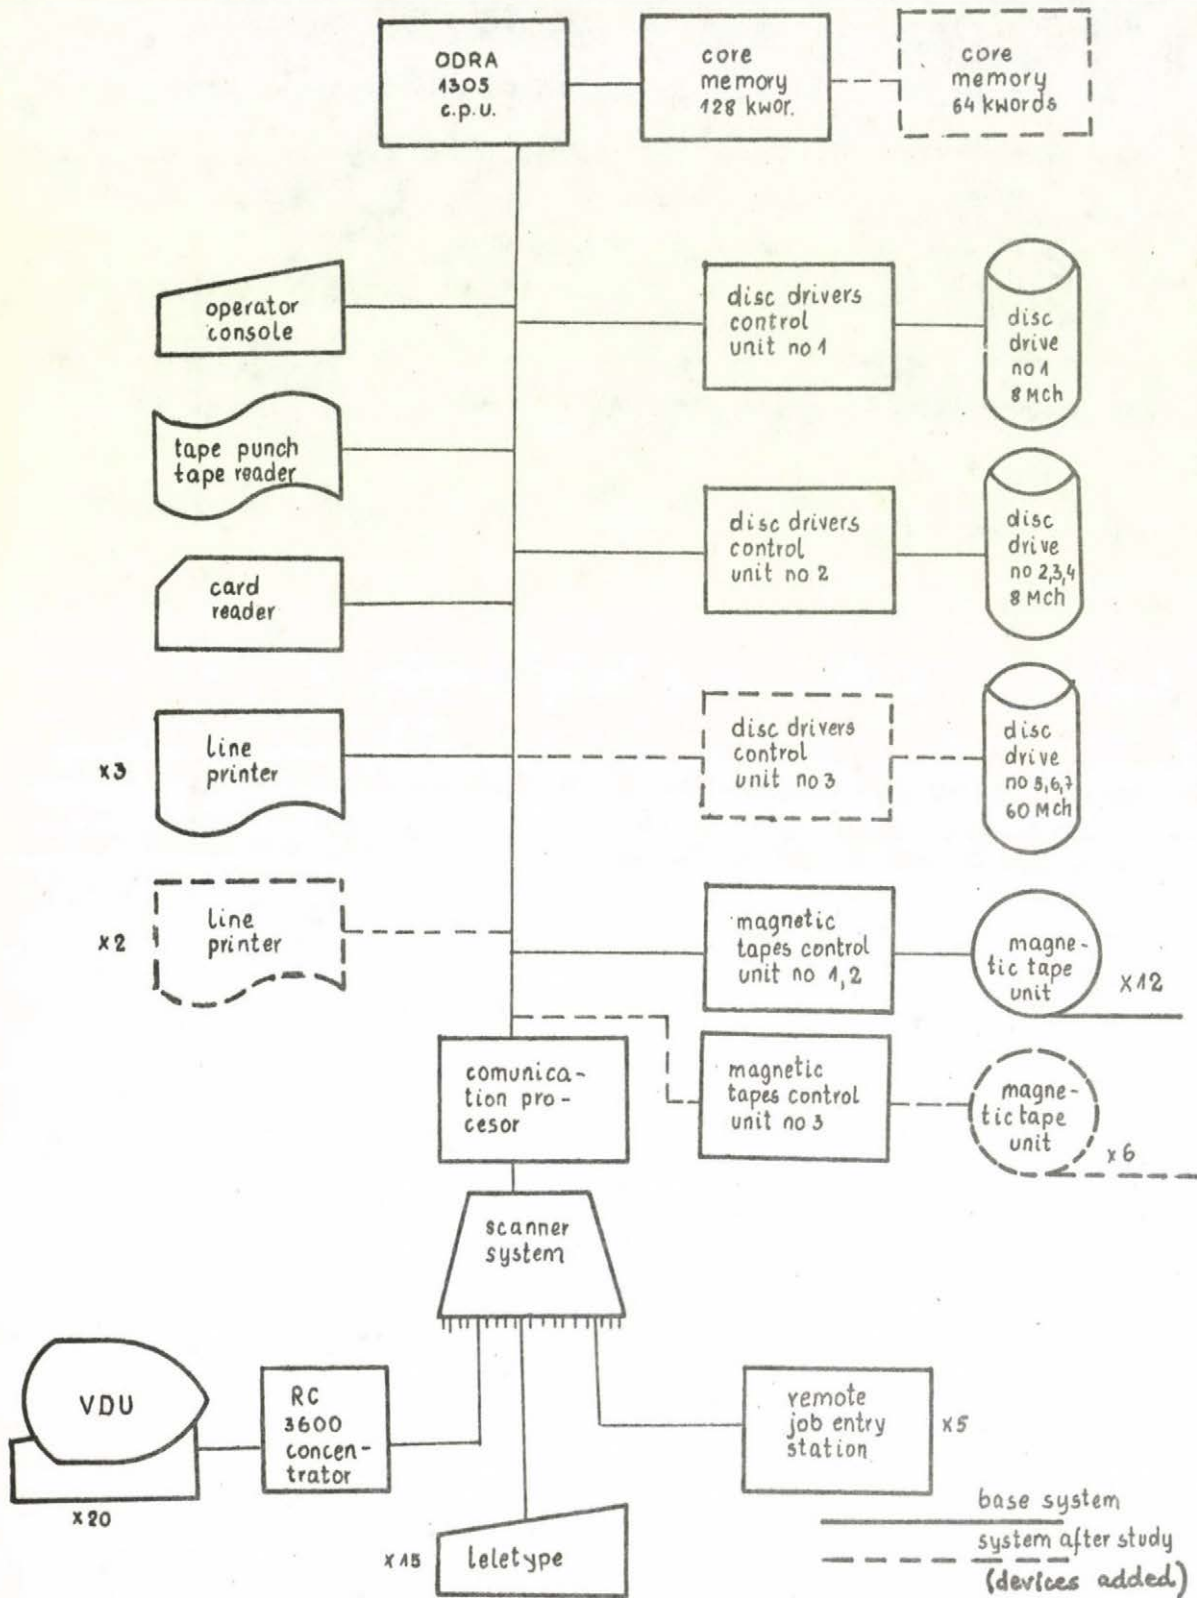 ODRA
1305
c.p.u.
core
memory
128 kwor.
core
memory
64 kwords
operator
console
disc drivers
control
unit no 1
disc
drive
no 1
8 Mch
tape punch
tape reader
disc drivers
control
unit no 2
disc
drive
no 2,3,4
8 Mch
card
reader
x3
line
printer
disc drivers
control
unit no 3
disc
drive
no 5,6,7
60 Mch
x2
line
printer
magnetic
tapes control
unit no 1,2
magne-
tic tape
unit
x12
comunica-
tion pro-
cesor
magnetic
tapes control
unit no 3
magne-
tic tape
unit
x6
scanner
system
VDU
x20
RC
3600
concen-
trator
remote
job entry
station
x5
x15
leletype
base system
system after study
(devices added)